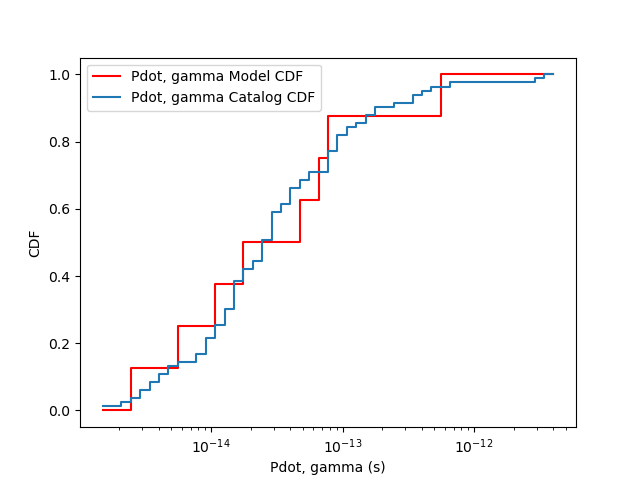 Pdot, gamma Model CDF
Pdot, gamma Catalog CDF
1.0
0.8
0.6
0.4
0.2
0.0
CDF
10⁻¹⁴ 10⁻¹³ 10⁻¹²
Pdot, gamma (s)